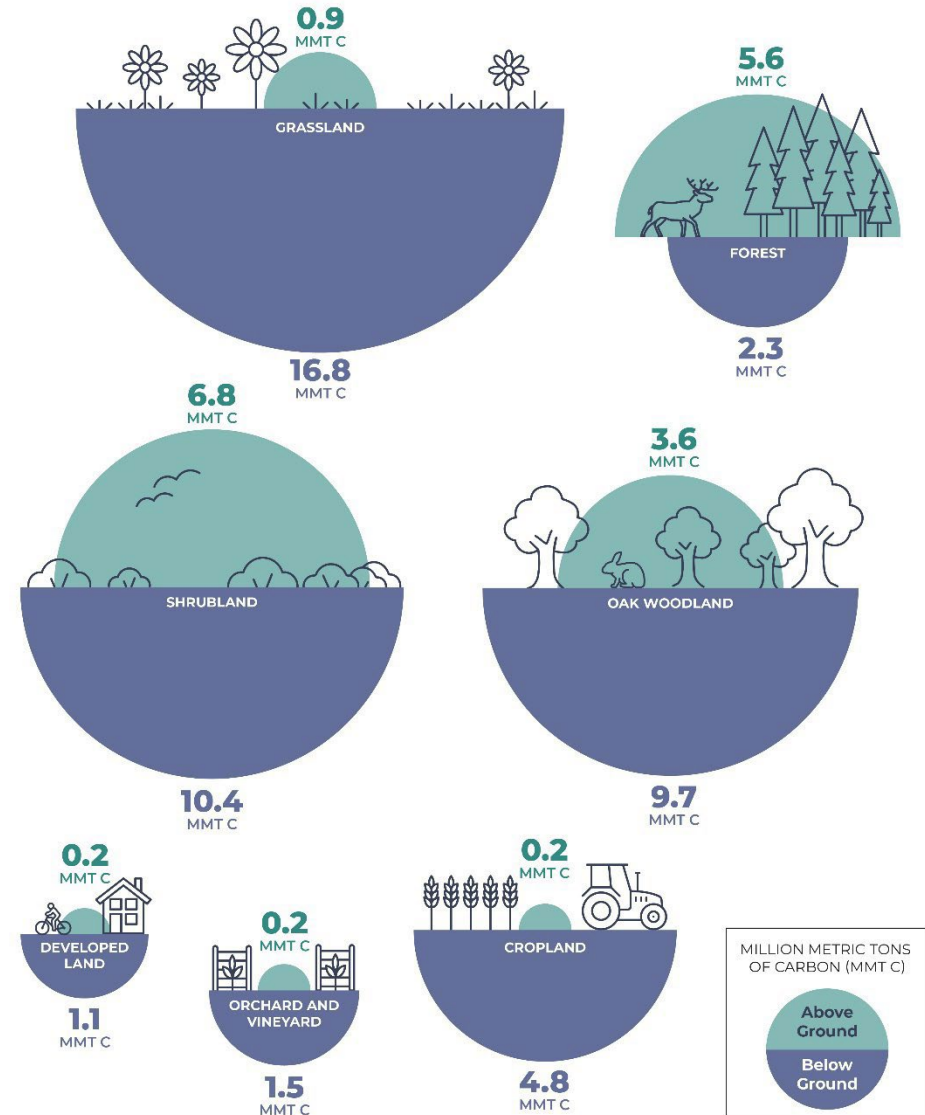 0.9
MMT C
GRASSLAND
16.8
MMT C
5.6
MMT C
FOREST
2.3
MMT C
6.8
MMT C
SHRUBLAND
10.4
MMT C
3.6
MMT C
OAK WOODLAND
9.7
MMT C
0.2
MMT C
DEVELOPED
LAND
1.1
MMT C
0.2
MMT C
ORCHARD AND
VINEYARD
1.5
MMT C
0.2
MMT C
CROPLAND
4.8
MMT C
MILLION METRIC TONS
OF CARBON (MMT C)
Above
Ground
Below
Ground